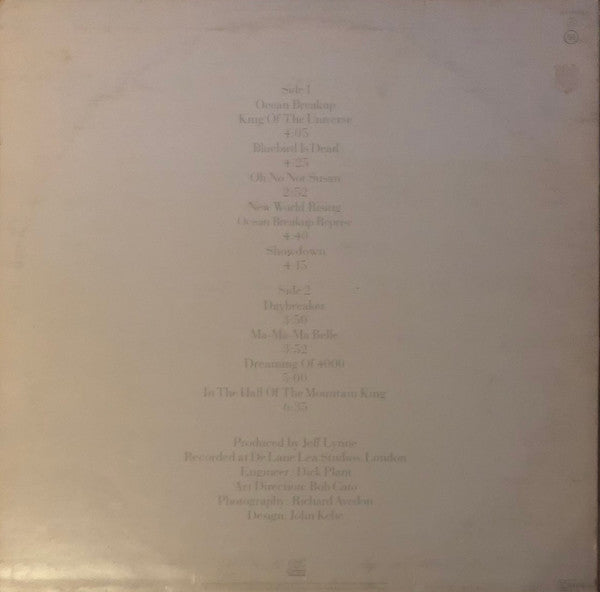 Side 1
Ocean Breakup
King Of The Universe
4:05
Bluebird Is Dead
4:25
Oh No Not Susan
2:52
New World Rising
Ocean Breakup Reprise
4:40
Showdown
4:15
Side 2
Daybreaker
3:50
Ma-Ma-Ma Belle
3:52
Dreaming Of 4000
5:00
In The Hall Of The Mountain King
6:35
Produced by Jeff Lynne
Recorded at De Lane Lea Studios, London
Engineer: Dick Plant
Art Direction: Bob Cato
Photography: Richard Avedon
Design: John Kehe